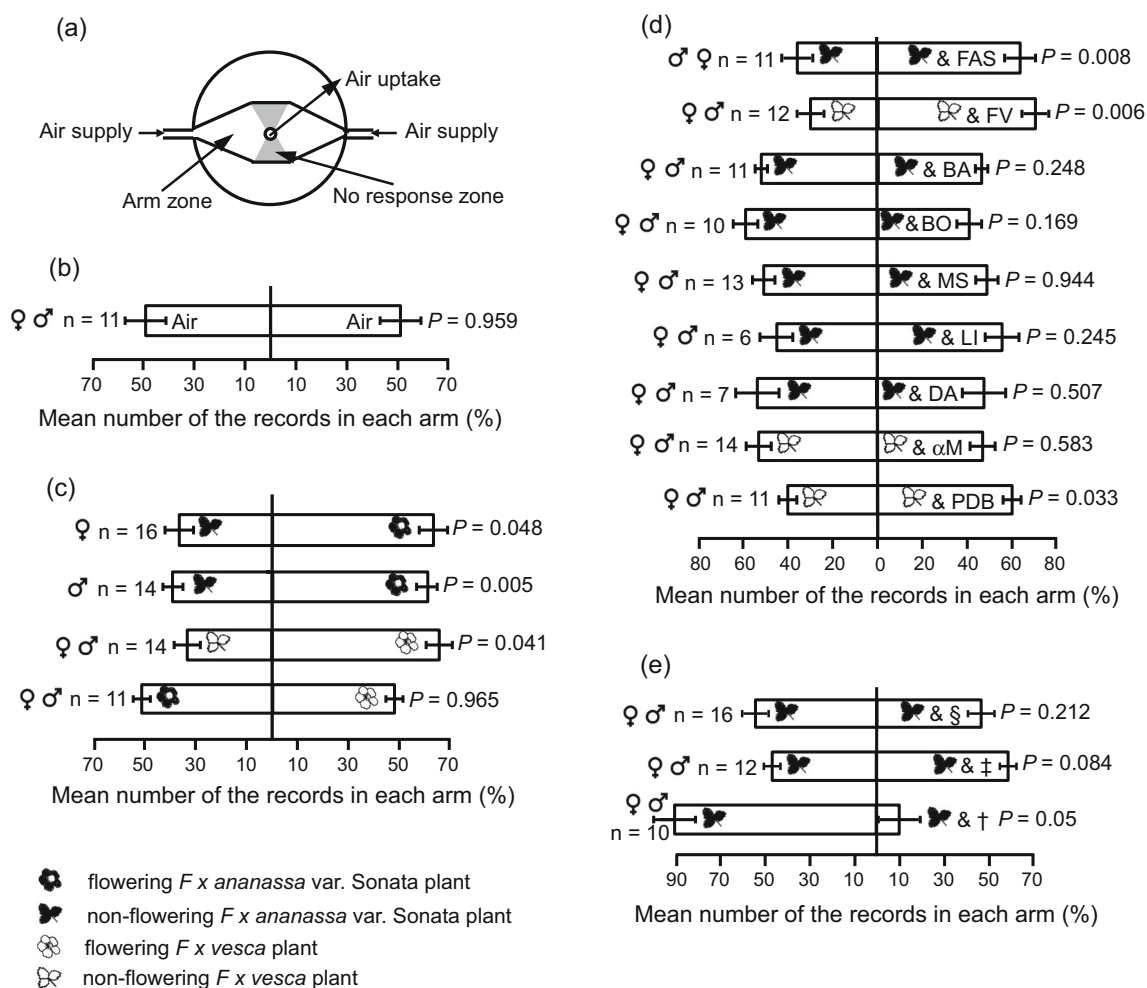 (a)
Air uptake
Air supply
Air supply
Arm zone
No response zone
(b)
♀ ♂ n = 11 Air Air P = 0.959
70 50 30 10 10 30 50 70
Mean number of the records in each arm (%)
(c)
♀ n = 16 P = 0.048
♂ n = 14 P = 0.005
♀ ♂ n = 14 P = 0.041
♀ ♂ n = 11 P = 0.965
70 50 30 10 10 30 50 70
Mean number of the records in each arm (%)
flowering F x ananassa var. Sonata plant
non-flowering F x ananassa var. Sonata plant
flowering F x vesca plant
non-flowering F x vesca plant
(d)
♂ ♀ n = 11 & FAS P = 0.008
♀ ♂ n = 12 & FV P = 0.006
♀ ♂ n = 11 & BA P = 0.248
♀ ♂ n = 10 & BO P = 0.169
♀ ♂ n = 13 & MS P = 0.944
♀ ♂ n = 6 & LI P = 0.245
♀ ♂ n = 7 & DA P = 0.507
♀ ♂ n = 14 & αM P = 0.583
♀ ♂ n = 11 & PDB P = 0.033
80 60 40 20 0 20 40 60 80
Mean number of the records in each arm (%)
(e)
♀ ♂ n = 16 & § P = 0.212
♀ ♂ n = 12 & ‡ P = 0.084
♀ ♂
n = 10 & † P = 0.05
90 70 50 30 10 10 30 50 70
Mean number of the records in each arm (%)